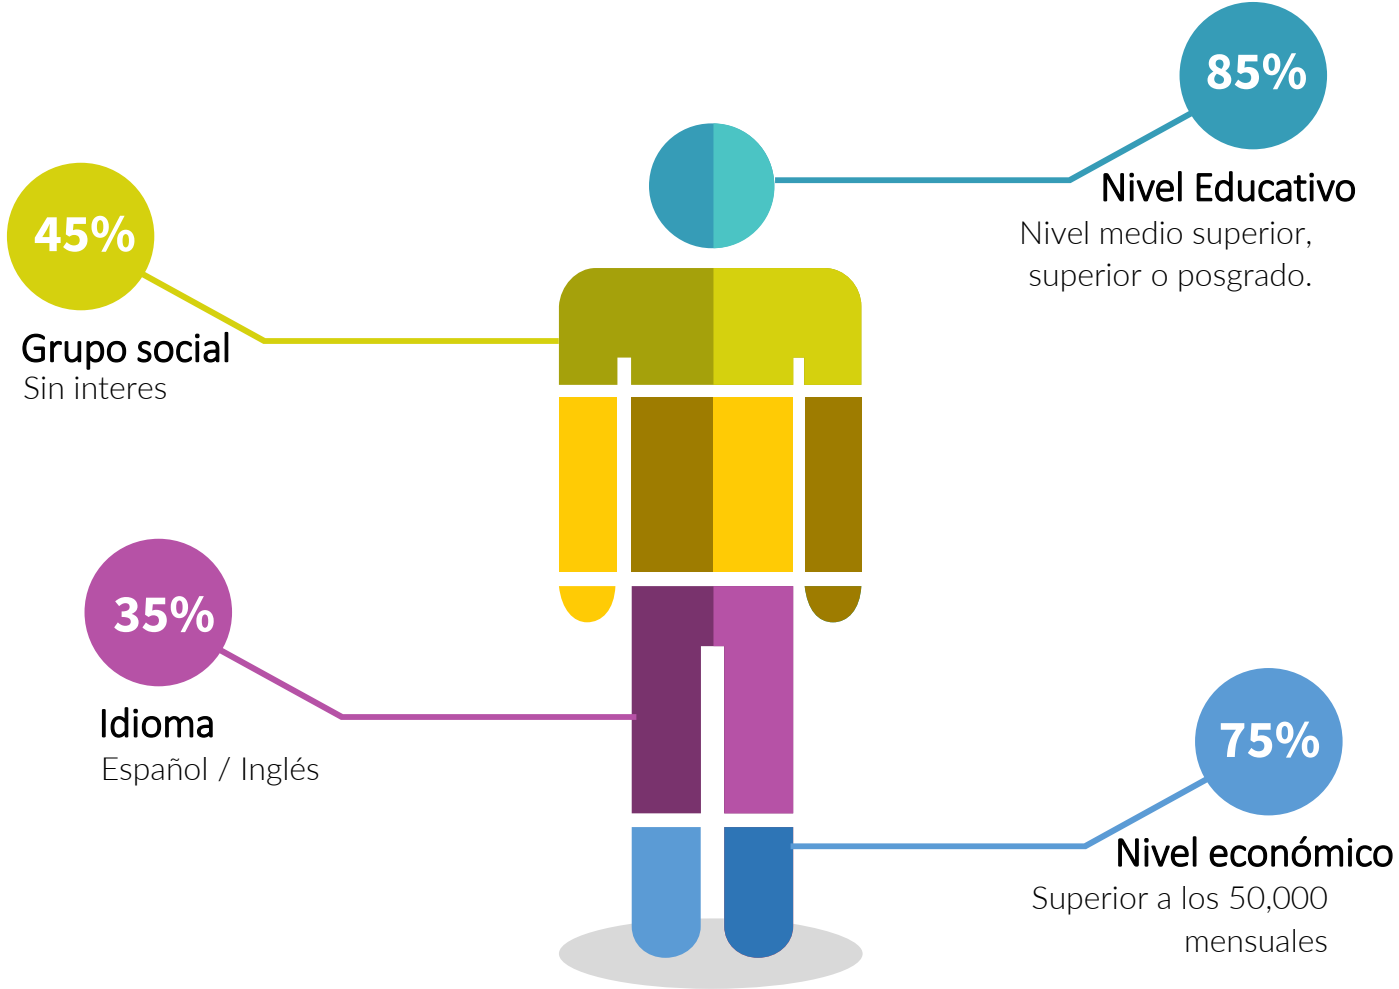 85%
Nivel Educativo
Nivel medio superior,
superior o posgrado.
45%
Grupo social
Sin interes
35%
Idioma
Español / Inglés
75%
Nivel económico
Superior a los 50,000
mensuales